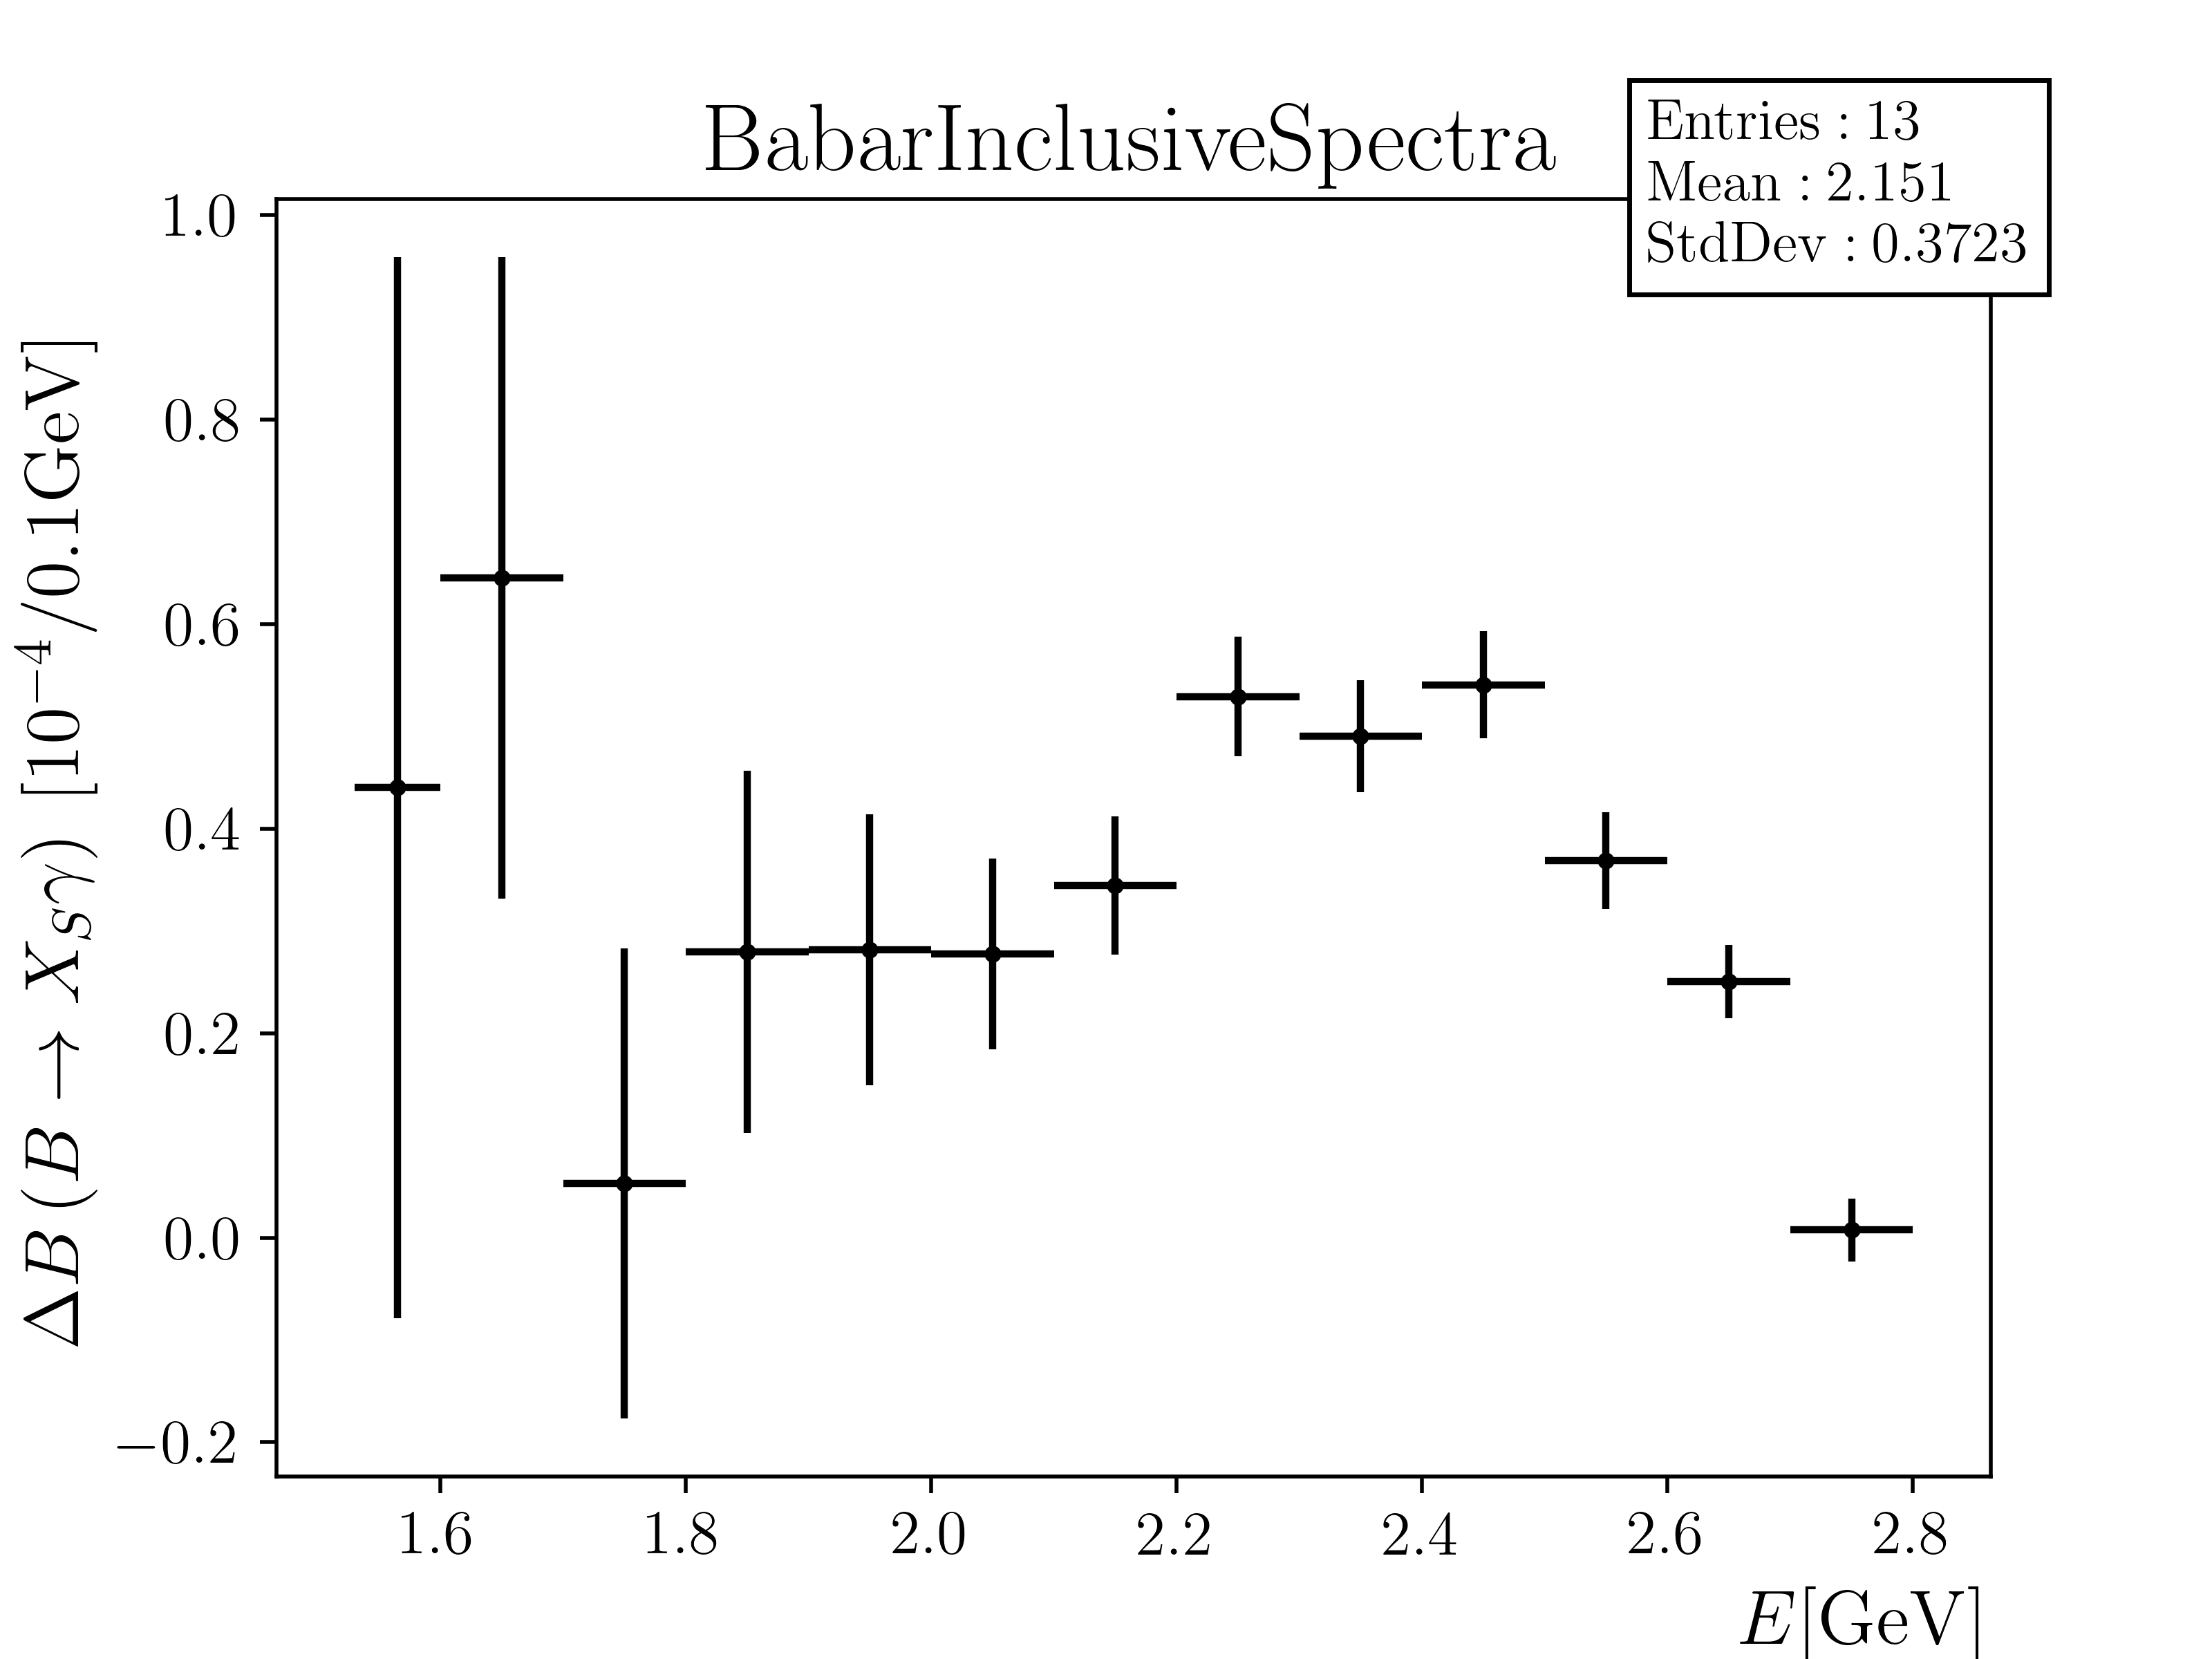 BabarInclusiveSpectra
Entries : 13
Mean : 2.151
StdDev : 0.3723
ΔB (B → X_Sγ) [10⁻⁴/0.1GeV]
1.0
0.8
0.6
0.4
0.2
0.0
−0.2
1.6 1.8 2.0 2.2 2.4 2.6 2.8
E[GeV]